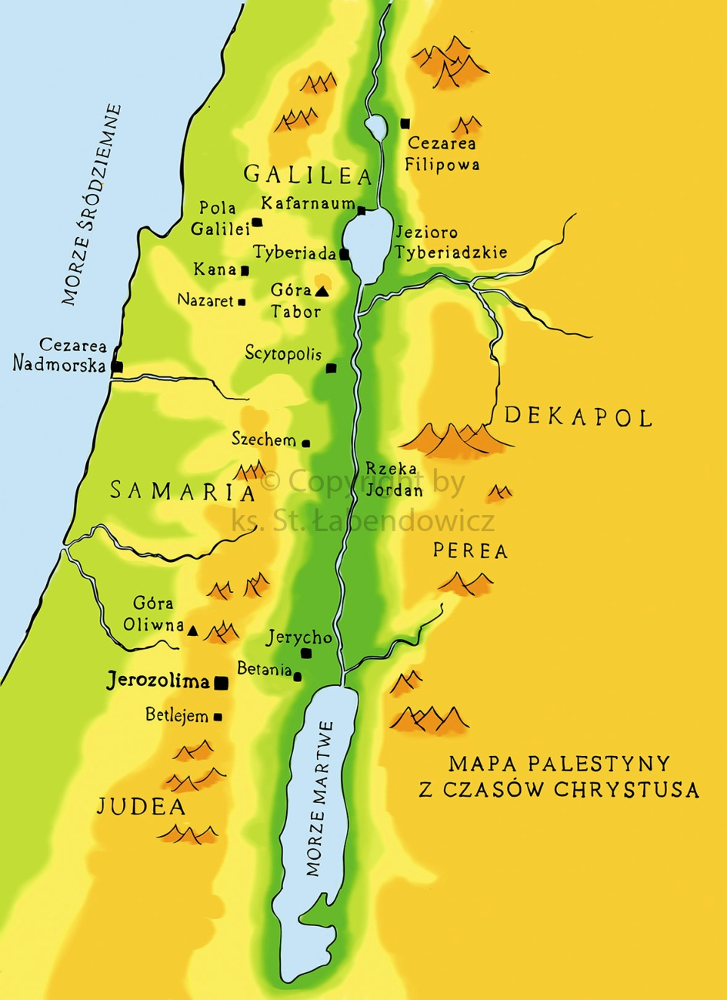 MORZE ŚRÓDZIEMNE
Cezarea
Filipowa
GALILEA
Kafarnaum
Pola
Galilei
Jezioro
Tyberiadzkie
Tyberiada
Kana
Góra
Tabor
Nazaret
Cezarea
Nadmorska
Scytopolis
DEKAPOL
Szechem
Rzeka
Jordan
SAMARIA
© Copyright by
ks. St. Łabendowicz
PEREA
Góra
Oliwna
Jerycho
Betania
Jerozolima
Betlejem
MORZE MARTWE
MAPA PALESTYNY
Z CZASÓW CHRYSTUSA
JUDEA